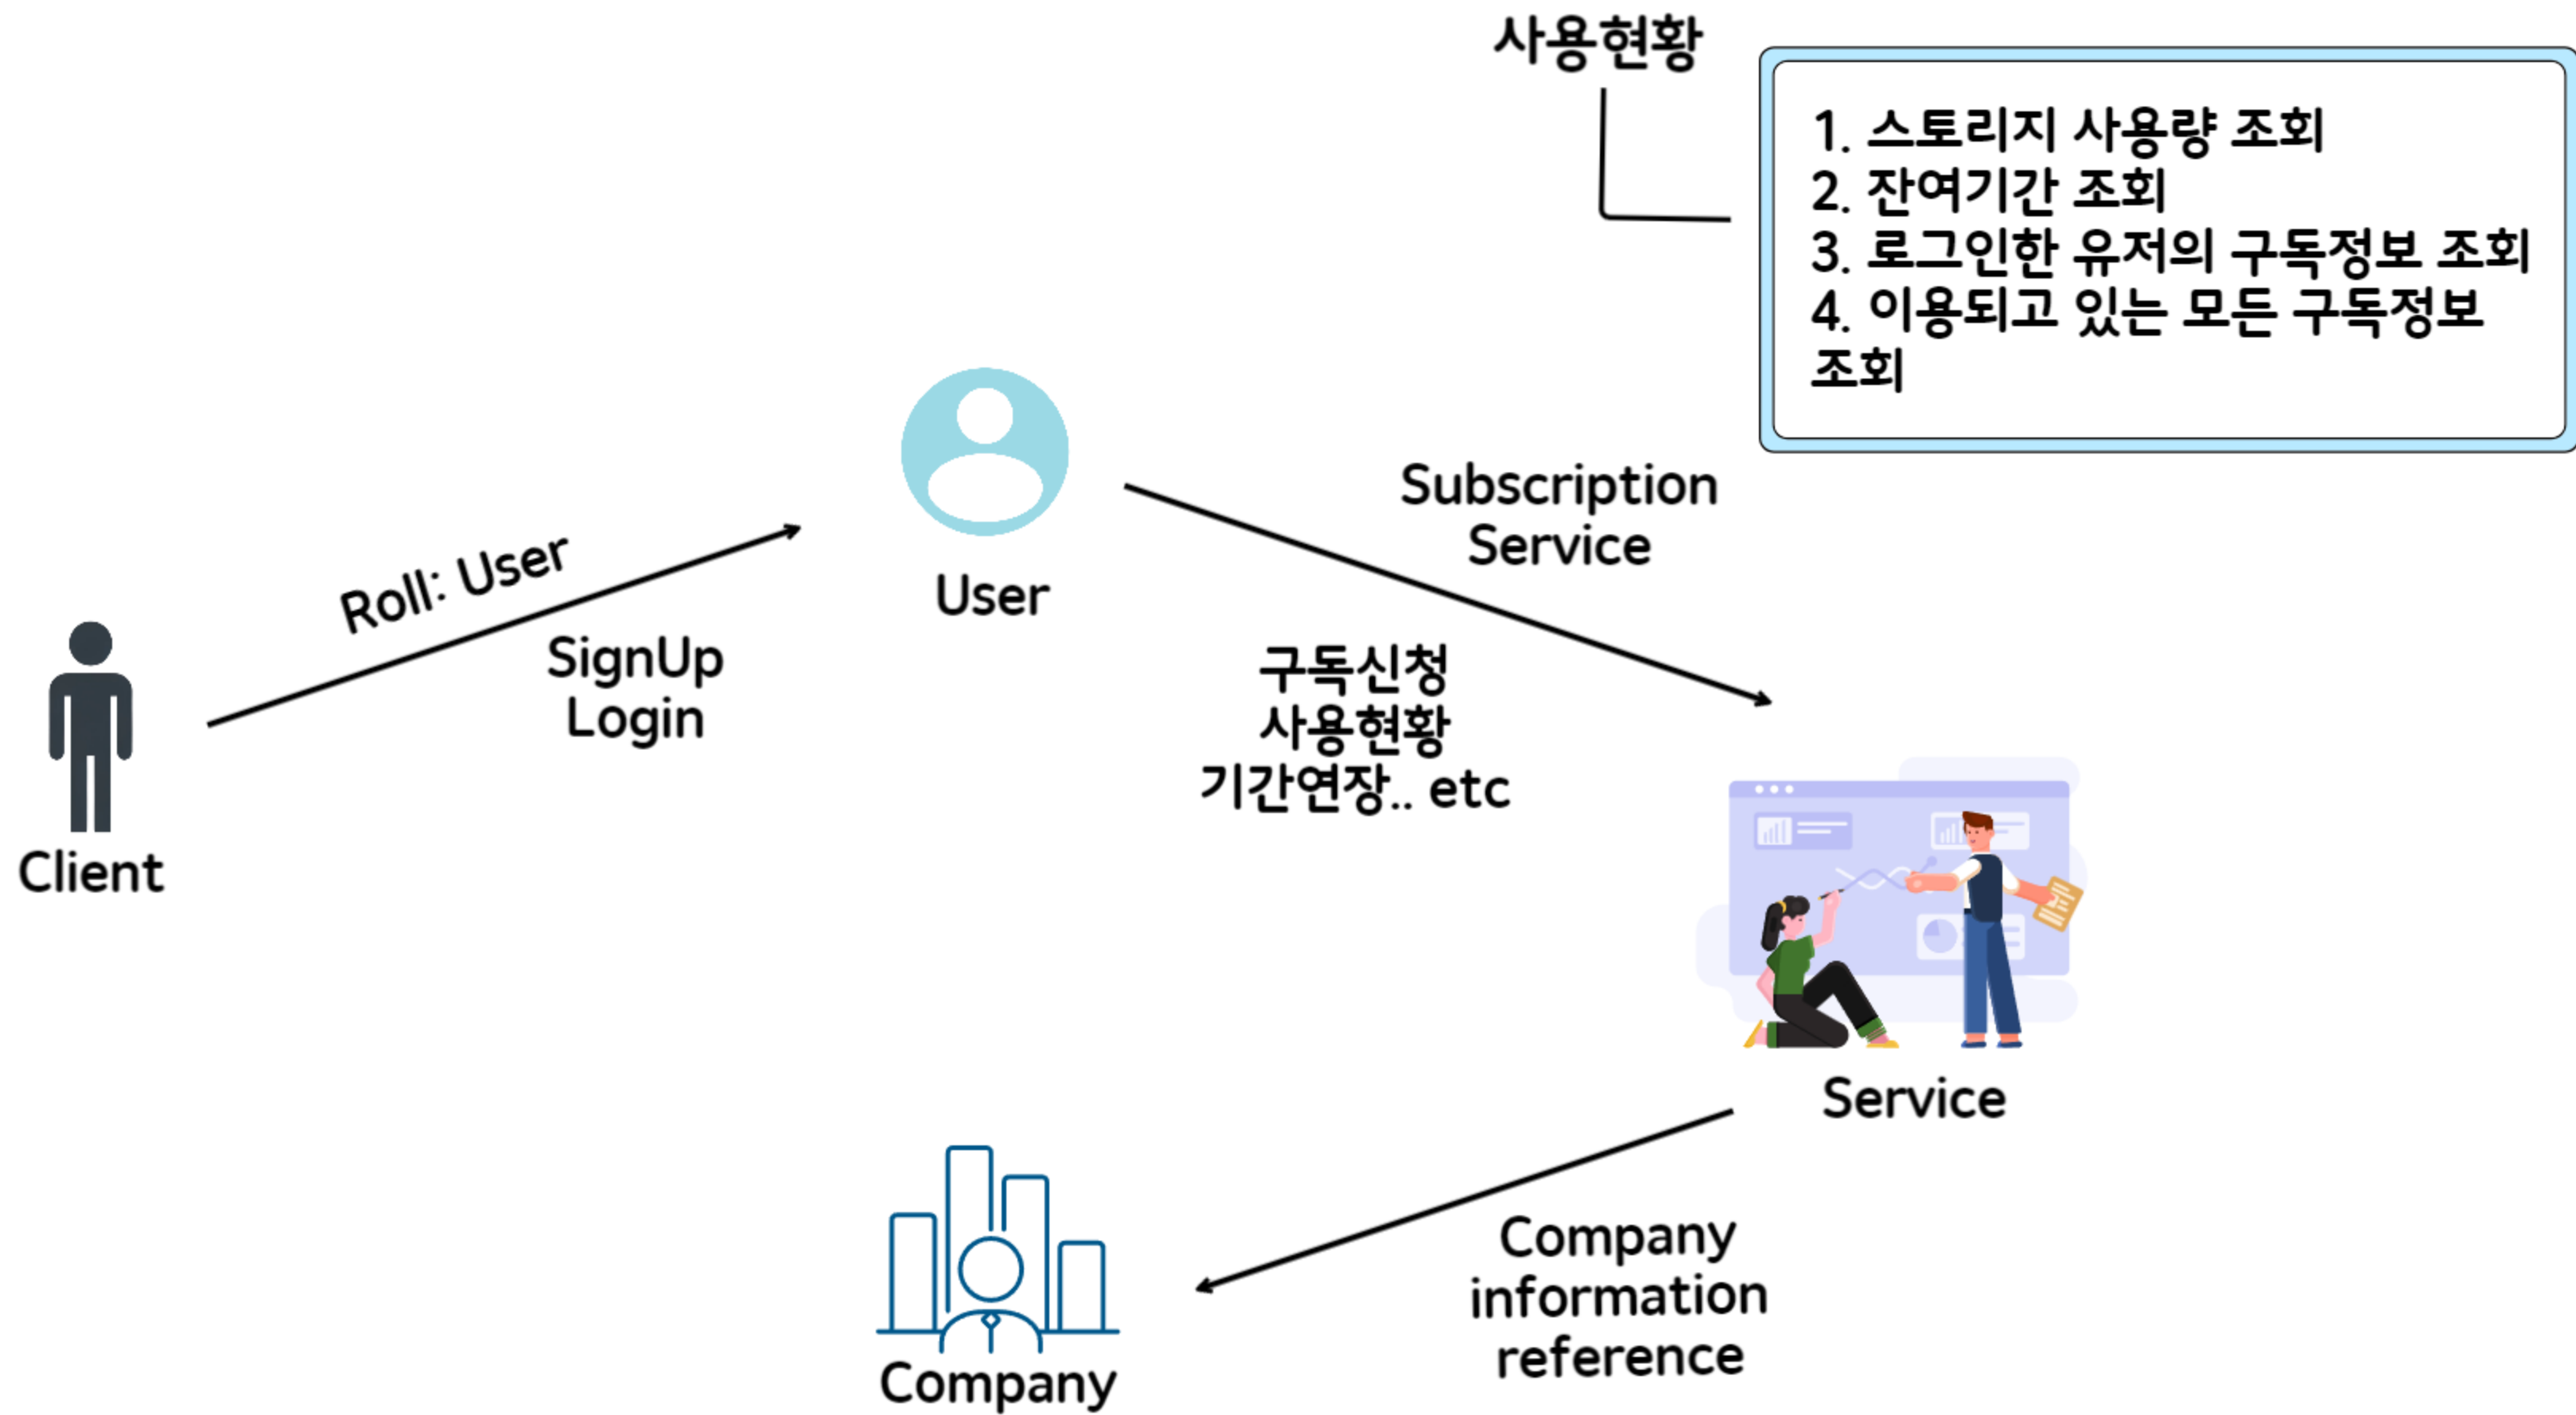 사용현황
1. 스토리지 사용량 조회
2. 잔여기간 조회
3. 로그인한 유저의 구독정보 조회
4. 이용되고 있는 모든 구독정보
조회
Roll: User
SignUp
Login
Client
User
Subscription
Service
구독신청
사용현황
기간연장.. etc
Service
Company
information
reference
Company